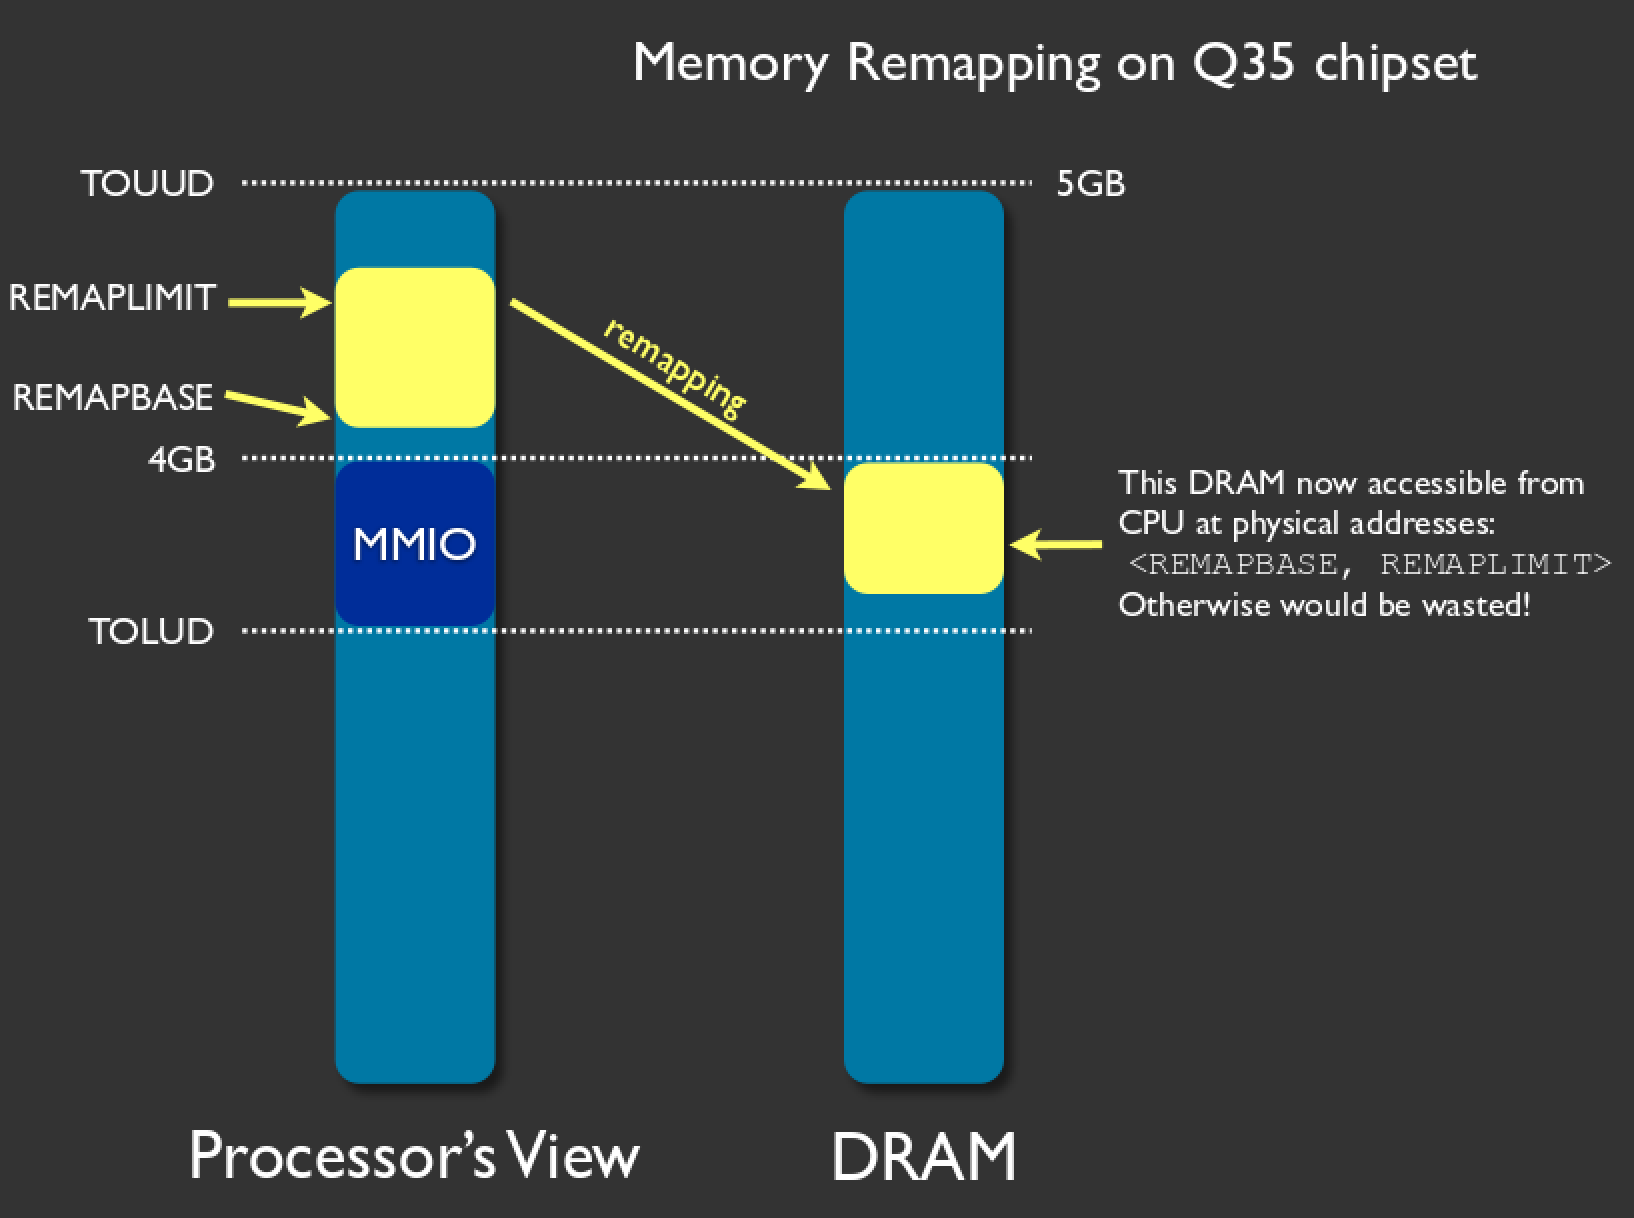 Memory Remapping on Q35 chipset
TOUUD
5GB
REMAPLIMIT
remapping
REMAPBASE
4GB
This DRAM now accessible from
CPU at physical addresses:
<REMAPBASE, REMAPLIMIT>
Otherwise would be wasted!
MMIO
TOLUD
Processor's View
DRAM